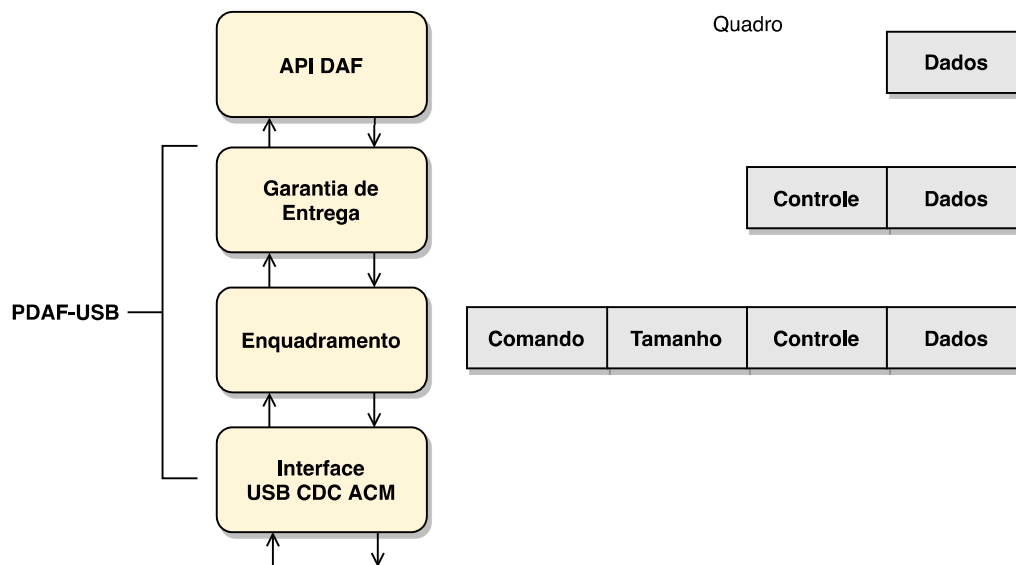 Quadro
API DAF
Dados
Garantia de
Entrega
Controle
Dados
PDAF-USB
Enquadramento
Comando
Tamanho
Controle
Dados
Interface
USB CDC ACM